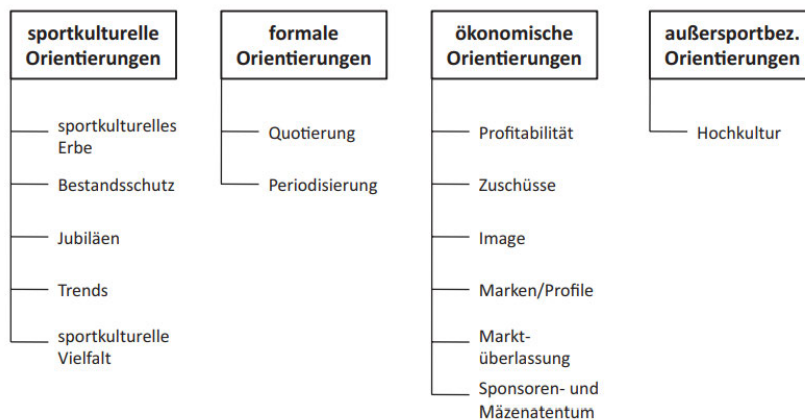 sportkulturelle
Orientierungen
sportkulturelles
Erbe
Bestandsschutz
Jubiläen
Trends
sportkulturelle
Vielfalt
formale
Orientierungen
Quotierung
Periodisierung
ökonomische
Orientierungen
Profitabilität
Zuschüsse
Image
Marken/Profile
Markt-
überlassung
Sponsoren- und
Mäzenatentum
außersportbez.
Orientierungen
Hochkultur